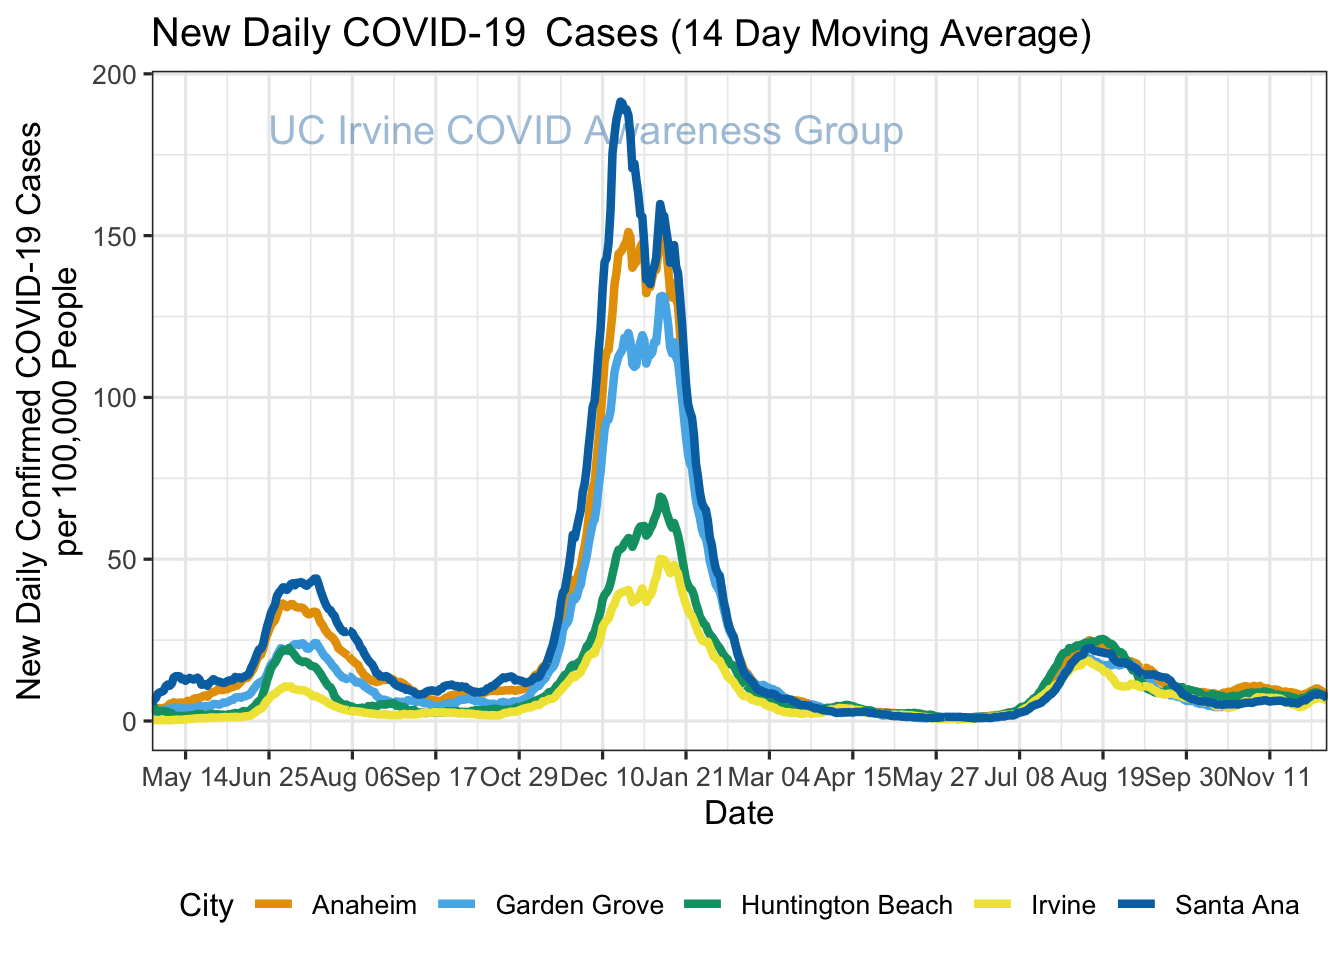 New Daily COVID-19  Cases (14 Day Moving Average)
UC Irvine COVID Awareness Group
New Daily Confirmed COVID-19 Cases
per 100,000 People
200
150
100
50
0
May 14 Jun 25 Aug 06 Sep 17 Oct 29 Dec 10 Jan 21 Mar 04 Apr 15 May 27 Jul 08 Aug 19 Sep 30 Nov 11
Date
City Anaheim Garden Grove Huntington Beach Irvine Santa Ana